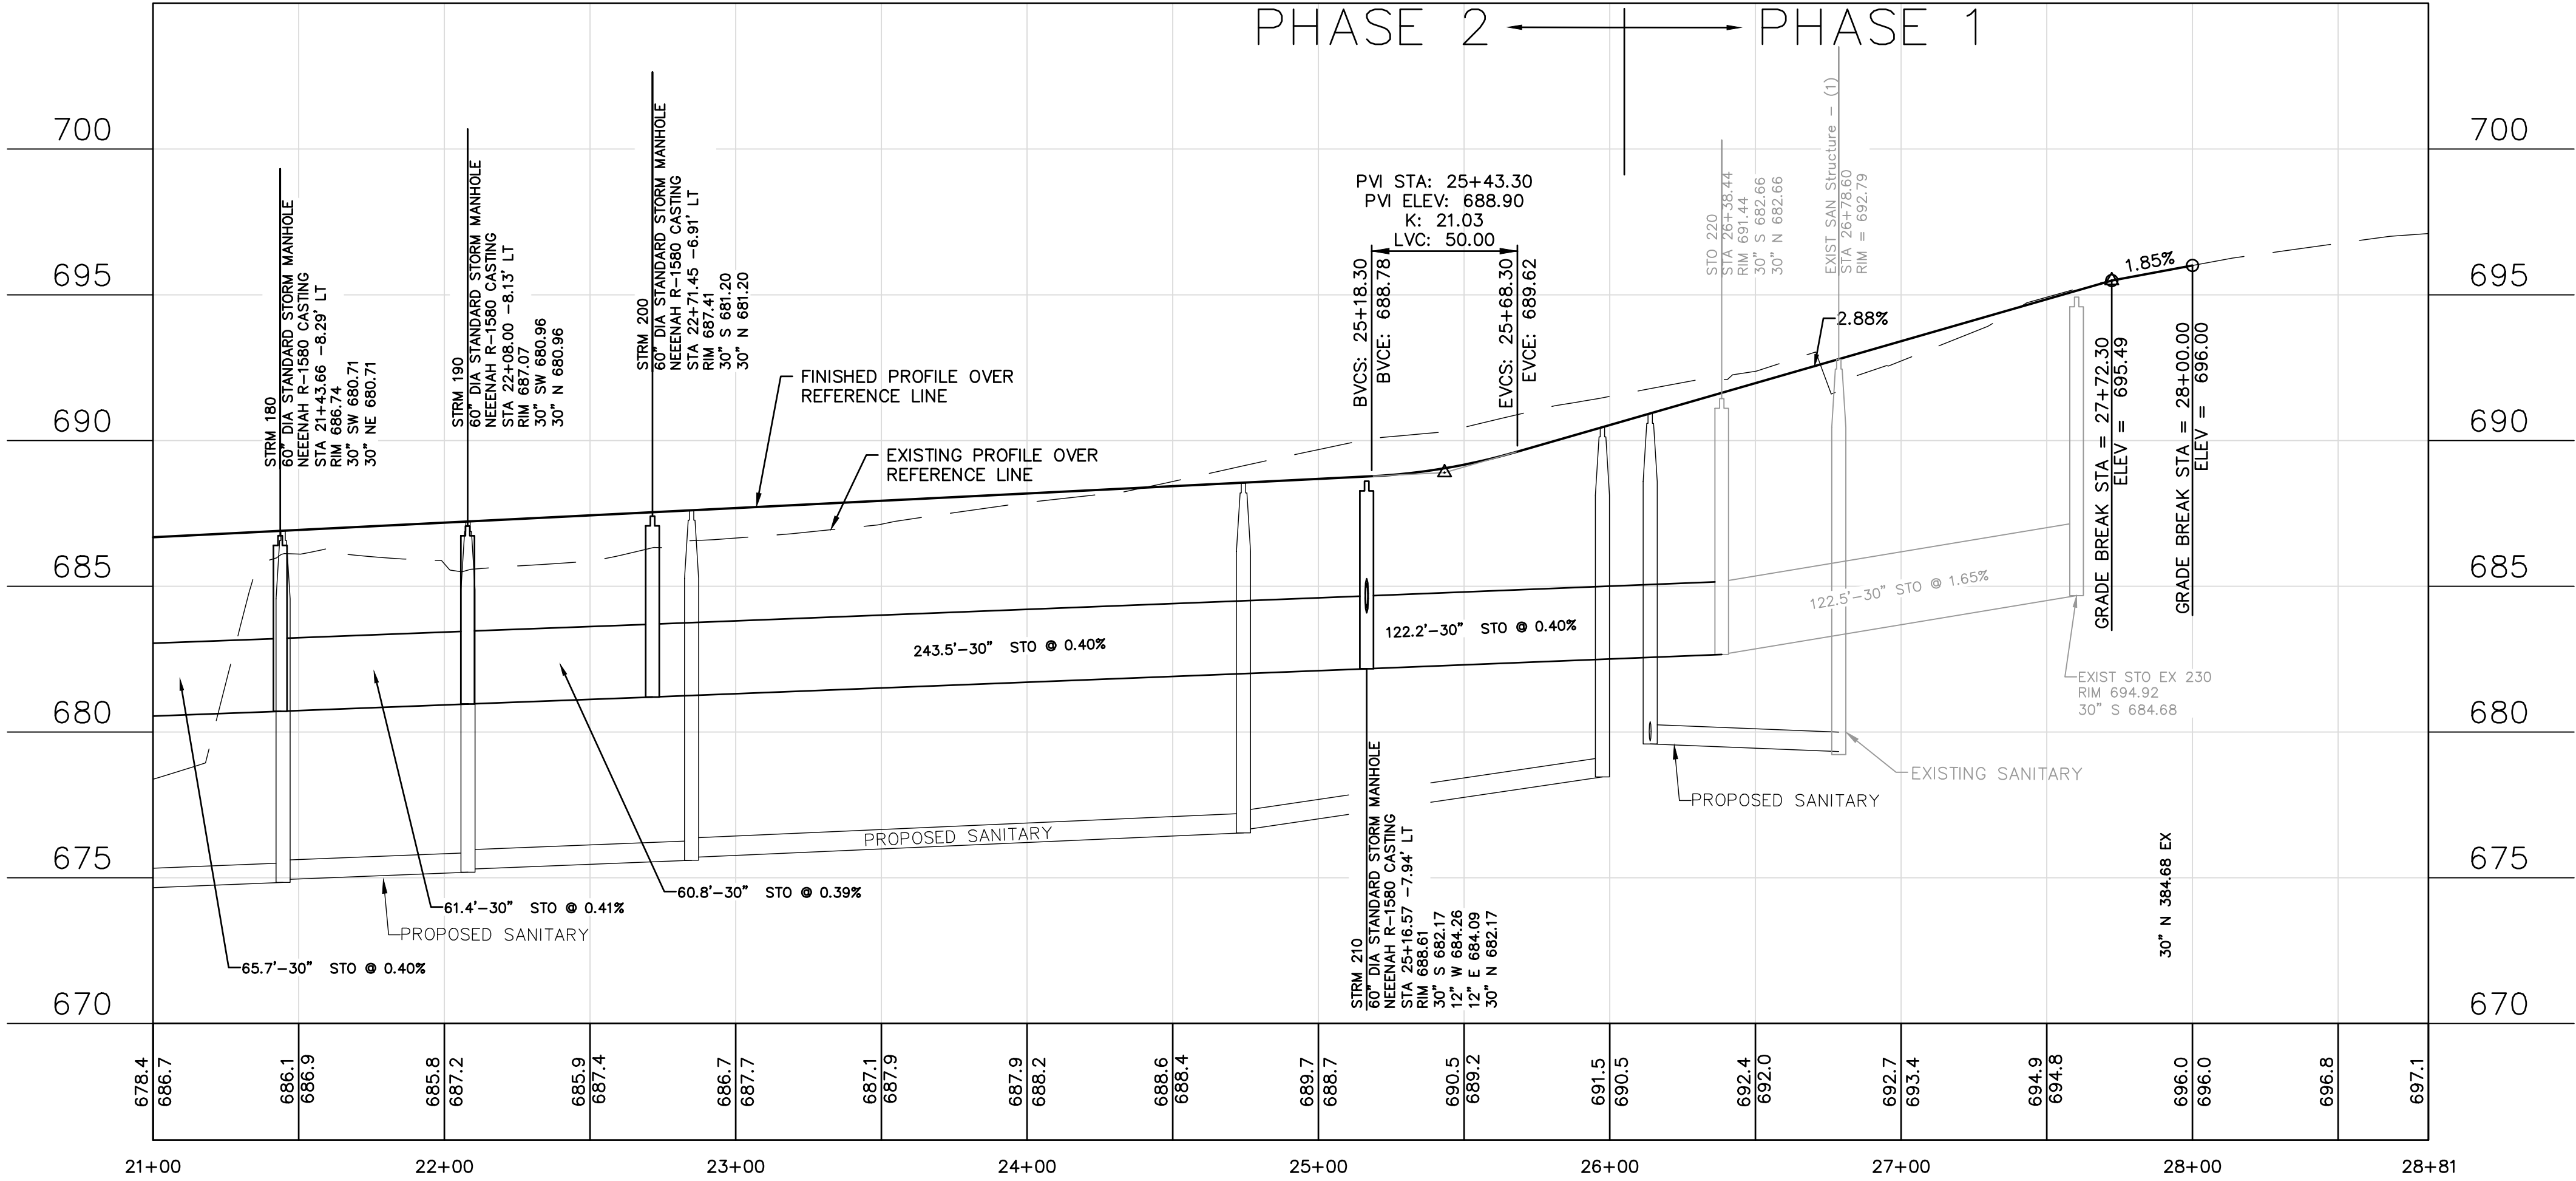 PHASE 2
PHASE 1
700
695
690
685
680
675
670
700
695
690
685
680
675
670
STRM 180
60" DIA STANDARD STORM MANHOLE
NEEENAH R-1580 CASTING
STA 21+43.66 -8.29' LT
RIM 686.74
30" SW 680.71
30" NE 680.71
STRM 190
60" DIA STANDARD STORM MANHOLE
NEEENAH R-1580 CASTING
STA 22+08.00 -8.13' LT
RIM 687.07
30" SW 680.96
30" N 680.96
STRM 200
60" DIA STANDARD STORM MANHOLE
NEEENAH R-1580 CASTING
STA 22+71.45 -6.91' LT
RIM 687.41
30" S 681.20
30" N 681.20
FINISHED PROFILE OVER
REFERENCE LINE
EXISTING PROFILE OVER
REFERENCE LINE
PVI STA: 25+43.30
PVI ELEV: 688.90
K: 21.03
LVC: 50.00
BVCS: 25+18.30
BVCE: 688.78
EVCS: 25+68.30
EVCE: 689.62
STO 220
STA 26+38.44
RIM 691.44
30" S 682.66
30" N 682.66
EXIST SAN Structure - (1)
STA 26+78.60
RIM = 692.79
2.88%
1.85%
GRADE BREAK STA = 27+72.30
ELEV = 695.49
GRADE BREAK STA = 28+00.00
ELEV = 696.00
243.5'-30" STO @ 0.40%
122.2'-30" STO @ 0.40%
122.5'-30" STO @ 1.65%
EXIST STO EX 230
RIM 694.92
30" S 684.68
EXISTING SANITARY
PROPOSED SANITARY
PROPOSED SANITARY
60.8'-30" STO @ 0.39%
61.4'-30" STO @ 0.41%
PROPOSED SANITARY
65.7'-30" STO @ 0.40%
STRM 210
60" DIA STANDARD STORM MANHOLE
NEEENAH R-1580 CASTING
STA 25+16.57 -7.94' LT
RIM 688.61
30" S 682.17
12" W 684.26
12" E 684.09
30" N 682.17
30" N 384.68 EX
678.4
686.7
686.1
686.9
685.8
687.2
685.9
687.4
686.7
687.7
687.1
687.9
687.9
688.2
688.6
688.4
689.7
688.7
690.5
689.2
691.5
690.5
692.4
692.0
692.7
693.4
694.9
694.8
696.0
696.0
696.8
697.1
21+00
22+00
23+00
24+00
25+00
26+00
27+00
28+00
28+81